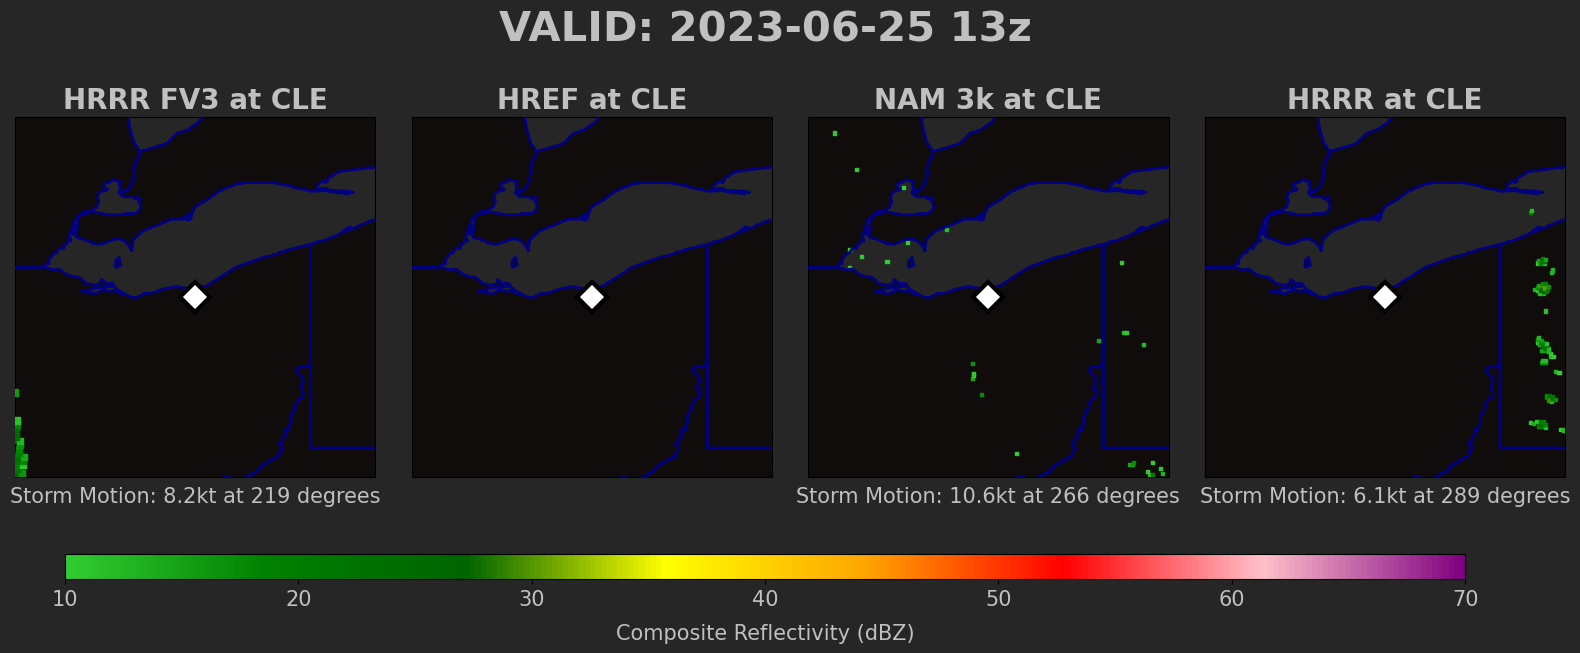 VALID: 2023-06-25 13z
HRRR FV3 at CLE
HREF at CLE
NAM 3k at CLE
HRRR at CLE
Storm Motion: 8.2kt at 219 degrees
Storm Motion: 10.6kt at 266 degrees
Storm Motion: 6.1kt at 289 degrees
10 20 30 40 50 60 70
Composite Reflectivity (dBZ)